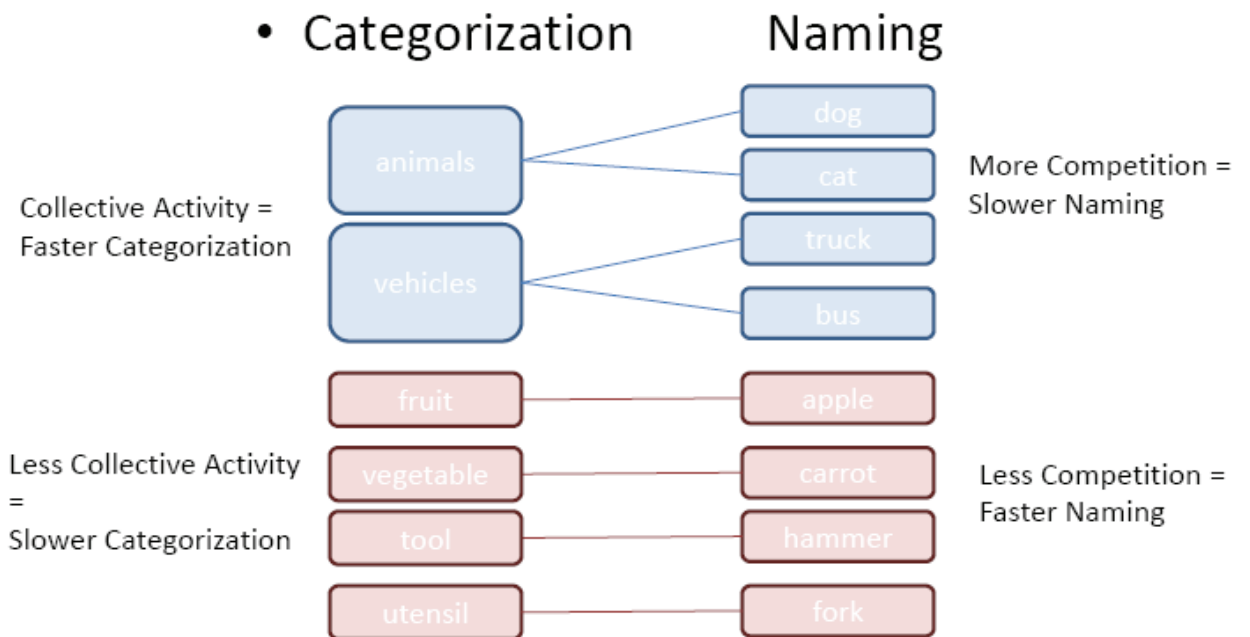 • Categorization Naming
animals
dog
cat
More Competition =
Slower Naming
Collective Activity =
Faster Categorization
vehicles
truck
bus
fruit
apple
Less Collective Activity
=
Slower Categorization
vegetable
carrot
Less Competition =
Faster Naming
tool
hammer
utensil
fork